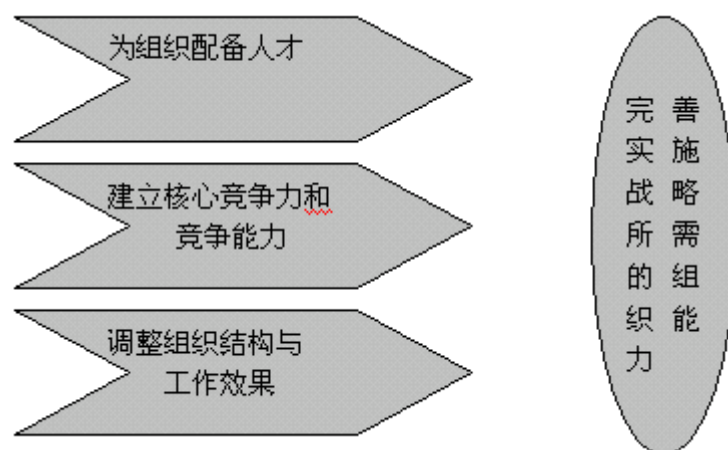 为组织配备人才
建立核心竞争力和
竞争能力
调整组织结构与
工作效果
完善
实施
战略
所需
的组
织能
力